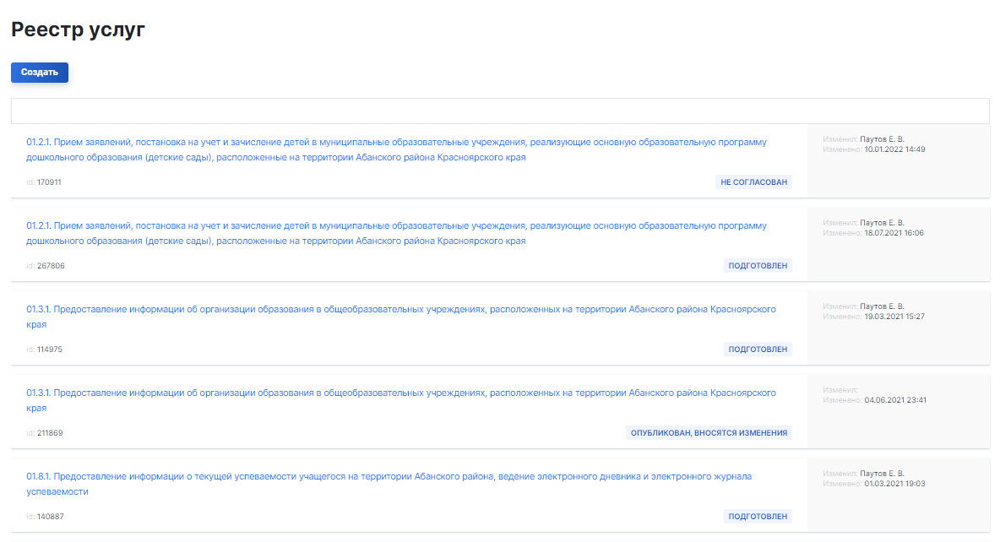 Реестр услуг
Создать
01.2.1. Прием заявлений, постановка на учет и зачисление детей в муниципальные образовательные учреждения, реализующие основную образовательную программу
дошкольного образования (детские сады), расположенные на территории Абанского района Красноярского края
id: 170911
НЕ СОГЛАСОВАН
Изменил: Паутов Е. В.
Изменено: 10.01.2022 14:49
01.2.1. Прием заявлений, постановка на учет и зачисление детей в муниципальные образовательные учреждения, реализующие основную образовательную программу
дошкольного образования (детские сады), расположенные на территории Абанского района Красноярского края
id: 267806
ПОДГОТОВЛЕН
Изменил: Паутов Е. В.
Изменено: 18.07.2021 16:06
01.3.1. Предоставление информации об организации образования в общеобразовательных учреждениях, расположенных на территории Абанского района Красноярского
края
id: 114975
ПОДГОТОВЛЕН
Изменил: Паутов Е. В.
Изменено: 19.03.2021 15:27
01.3.1. Предоставление информации об организации образования в общеобразовательных учреждениях, расположенных на территории Абанского района Красноярского
края
id: 211869
ОПУБЛИКОВАН, ВНОСЯТСЯ ИЗМЕНЕНИЯ
Изменил:
Изменено: 04.06.2021 23:41
01.8.1. Предоставление информации о текущей успеваемости учащегося на территории Абанского района, ведение электронного дневника и электронного журнала
успеваемости
id: 140887
ПОДГОТОВЛЕН
Изменил: Паутов Е. В.
Изменено: 01.03.2021 19:03